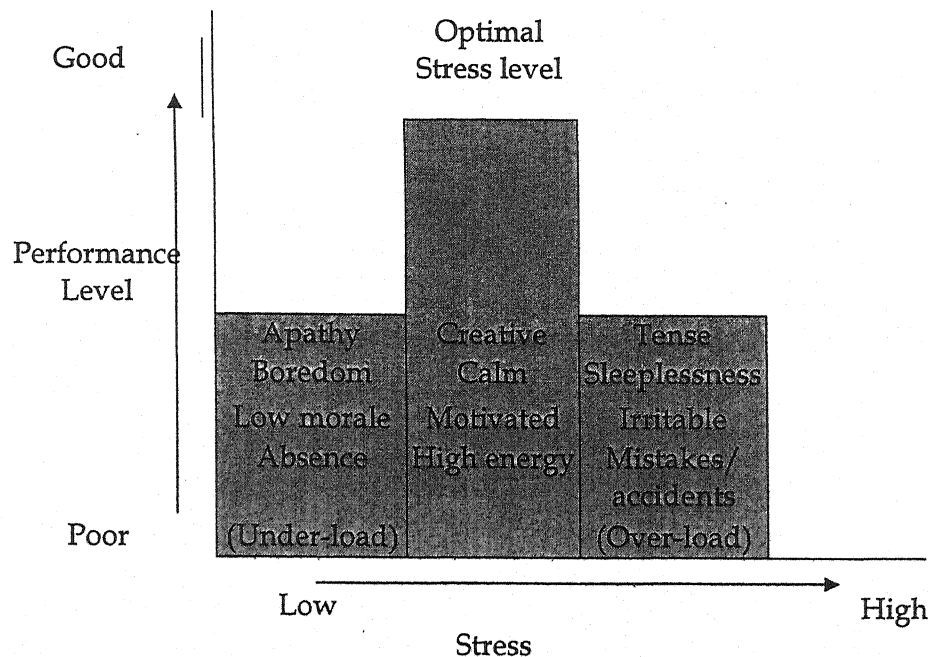 Optimal
Stress level
Good
Performance
Level
Poor
Apathy
Boredom
Low morale
Absence
(Under-load)
Creative
Calm
Motivated
High energy
Tense
Sleeplessness
Irritable
Mistakes/
accidents
(Over-load)
Low
High
Stress